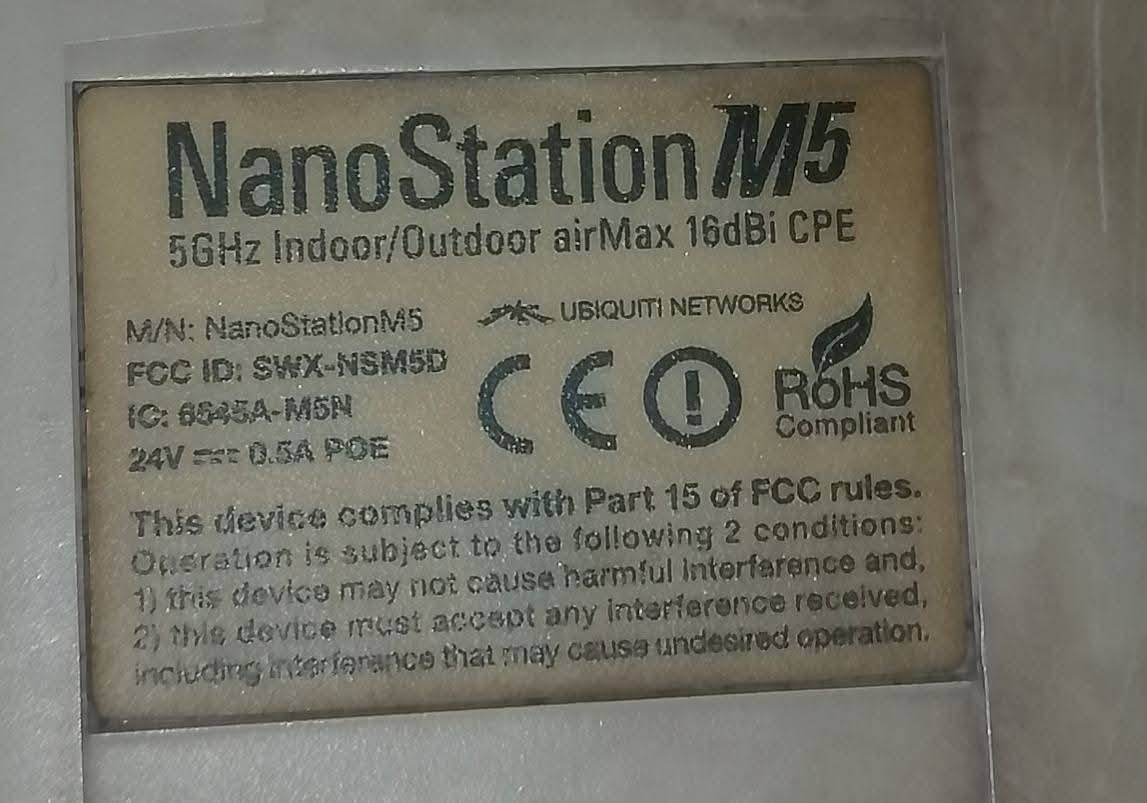 NanoStation M5
5GHz Indoor/Outdoor airMax 16dBi CPE
M/N: NanoStationM5
FCC ID: SWX-NSM5D
IC: 6545A-M5N
24V 0.5A POE
UBIQUITI NETWORKS
CE
RoHS
Compliant
This device complies with Part 15 of FCC rules.
Operation is subject to the following 2 conditions:
1) this device may not cause harmful interference and,
2) this device must accept any interference received,
including interference that may cause undesired operation.